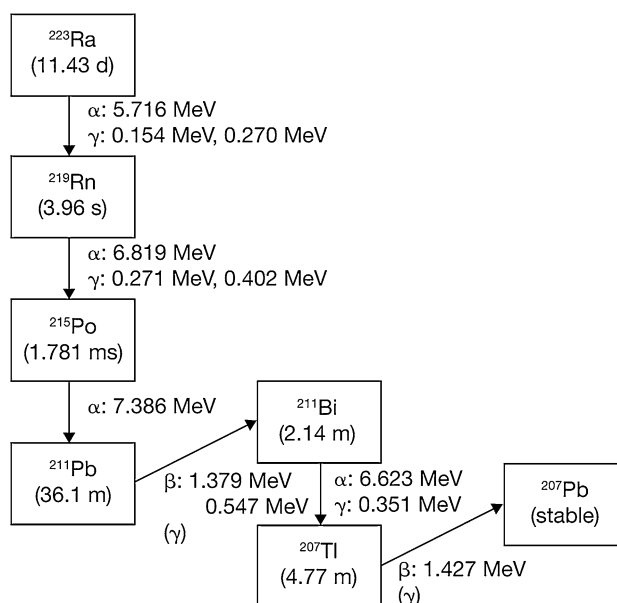 ²²³Ra
(11.43 d)
α: 5.716 MeV
γ: 0.154 MeV, 0.270 MeV
²¹⁹Rn
(3.96 s)
α: 6.819 MeV
γ: 0.271 MeV, 0.402 MeV
²¹⁵Po
(1.781 ms)
α: 7.386 MeV
²¹¹Pb
(36.1 m)
β: 1.379 MeV
0.547 MeV
(γ)
²¹¹Bi
(2.14 m)
α: 6.623 MeV
γ: 0.351 MeV
²⁰⁷Tl
(4.77 m)
β: 1.427 MeV
(γ)
²⁰⁷Pb
(stable)